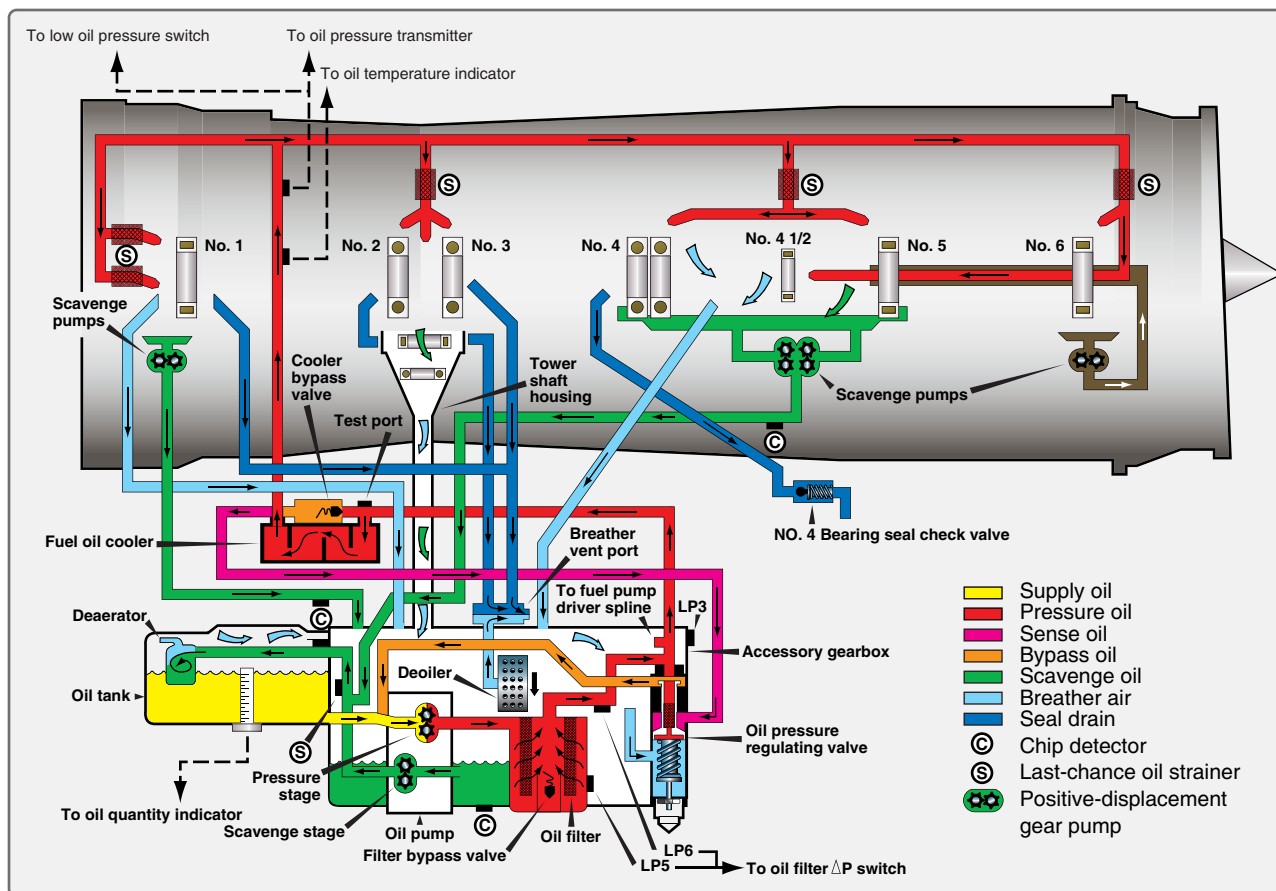 To low oil pressure switch
To oil pressure transmitter
To oil temperature indicator
S
S
S
No. 1
No. 2
No. 3
No. 4
No. 4 1/2
No. 5
No. 6
S
Scavenge
pumps
Cooler
bypass
valve
Test port
Tower
shaft
housing
Scavenge pumps
C
Fuel oil cooler
Breather
vent port
NO. 4 Bearing seal check valve
To fuel pump
driver spline
LP3
Deaerator
C
Accessory gearbox
Oil tank
Deoiler
Oil pressure
regulating valve
S
Pressure
stage
To oil quantity indicator
Scavenge stage
Oil pump
C
Oil filter
Filter bypass valve
LP6
LP5
To oil filter ΔP switch
Supply oil
Pressure oil
Sense oil
Bypass oil
Scavenge oil
Breather air
Seal drain
C Chip detector
S Last-chance oil strainer
Positive-displacement
gear pump